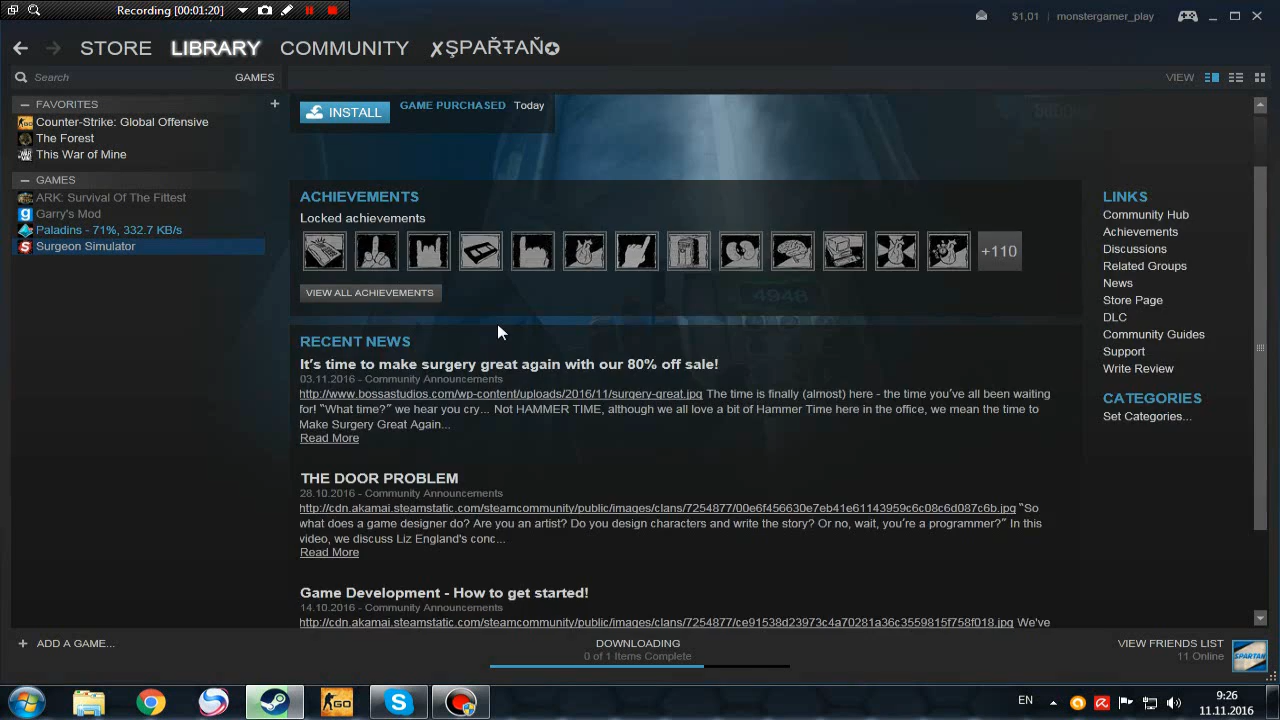 Recording [00:01:20]
$1,01 | monstergamer_play
STORE LIBRARY COMMUNITY ✗ŞPAŘŦAŇ✪
Search GAMES VIEW
FAVORITES
Counter-Strike: Global Offensive
The Forest
This War of Mine
GAMES
ARK: Survival Of The Fittest
Garry's Mod
Paladins - 71%, 332.7 KB/s
Surgeon Simulator
INSTALL GAME PURCHASED Today
ACHIEVEMENTS
Locked achievements
+110
VIEW ALL ACHIEVEMENTS
RECENT NEWS
It's time to make surgery great again with our 80% off sale!
03.11.2016 - Community Announcements
http://www.bossastudios.com/wp-content/uploads/2016/11/surgery-great.jpg The time is finally (almost) here - the time you've all been waiting
for! "What time?" we hear you cry... Not HAMMER TIME, although we all love a bit of Hammer Time here in the office, we mean the time to
Make Surgery Great Again...
Read More
THE DOOR PROBLEM
28.10.2016 - Community Announcements
http://cdn.akamai.steamstatic.com/steamcommunity/public/images/clans/7254877/00e6f456630e7eb41e61143959c6c08c6d087c6b.jpg "So
what does a game designer do? Are you an artist? Do you design characters and write the story? Or no, wait, you're a programmer?" In this
video, we discuss Liz England's conc...
Read More
Game Development - How to get started!
14.10.2016 - Community Announcements
http://cdn.akamai.steamstatic.com/steamcommunity/public/images/clans/7254877/ce91538d23973c4a70281a36c3559815f758f018.jpg We've
LINKS
Community Hub
Achievements
Discussions
Related Groups
News
Store Page
DLC
Community Guides
Support
Write Review
CATEGORIES
Set Categories...
4948
ADD A GAME...
DOWNLOADING
0 of 1 Items Complete
VIEW FRIENDS LIST
11 Online
SPARTAN
GO
EN
9:26
11.11.2016